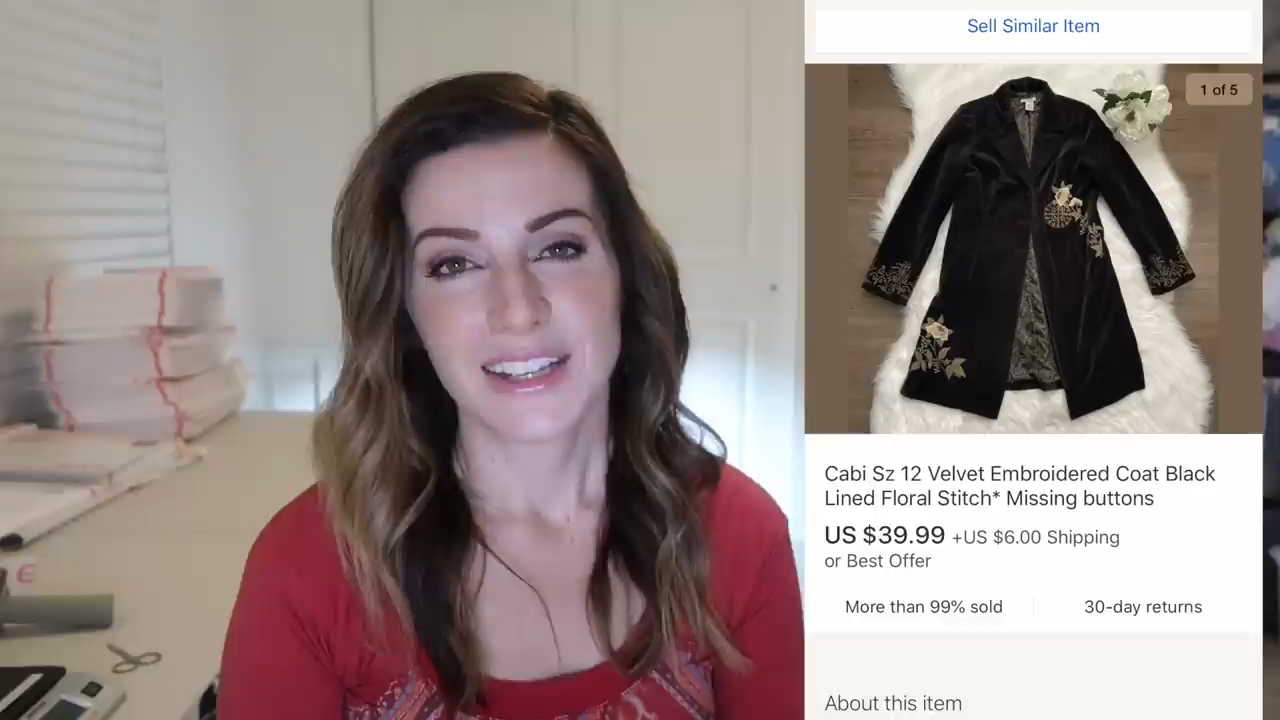 Sell Similar Item
1 of 5
Cabi Sz 12 Velvet Embroidered Coat Black
Lined Floral Stitch* Missing buttons
US $39.99 +US $6.00 Shipping
or Best Offer
More than 99% sold
30-day returns
About this item